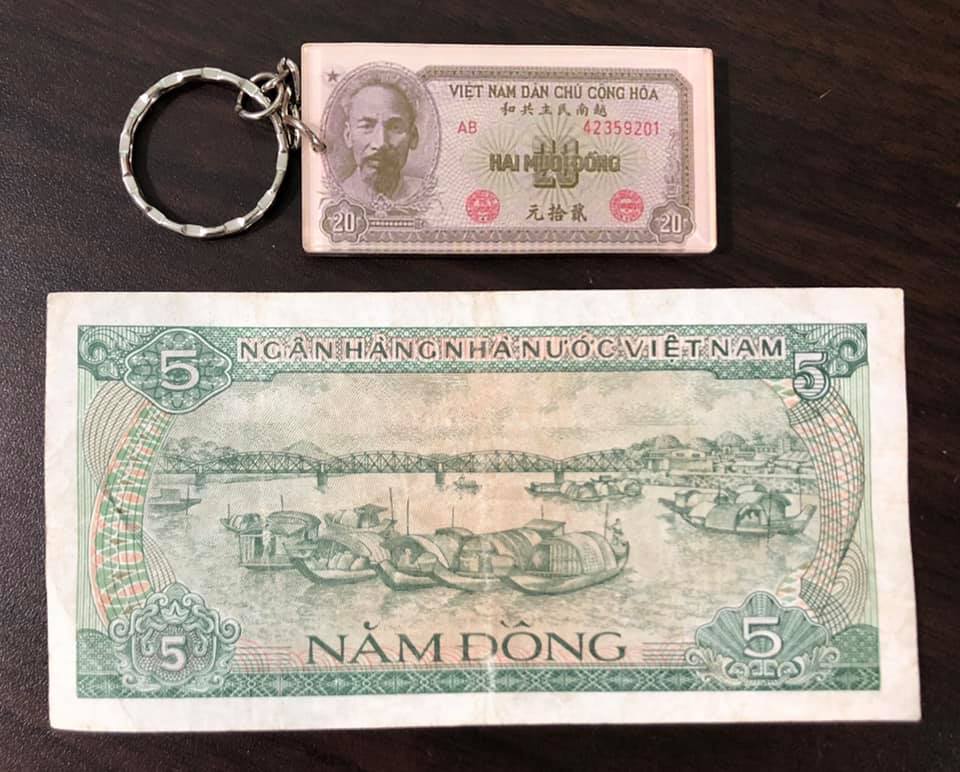 VIỆT NAM DÂN CHỦ CỘNG HÒA
和共主民南越
AB 42359201
20
HAI MƯƠI ĐỒNG
元拾貳
20
20
5
NGÂN HÀNG NHÀ NƯỚC VIỆT NAM
5
5
NĂM ĐỒNG
5